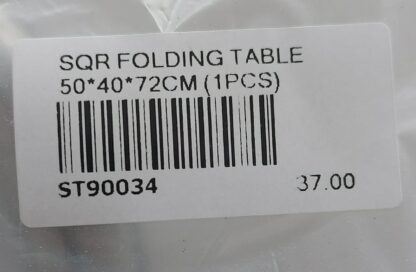 SQR FOLDING TABLE
50*40*72CM (1PCS)
ST90034 37.00